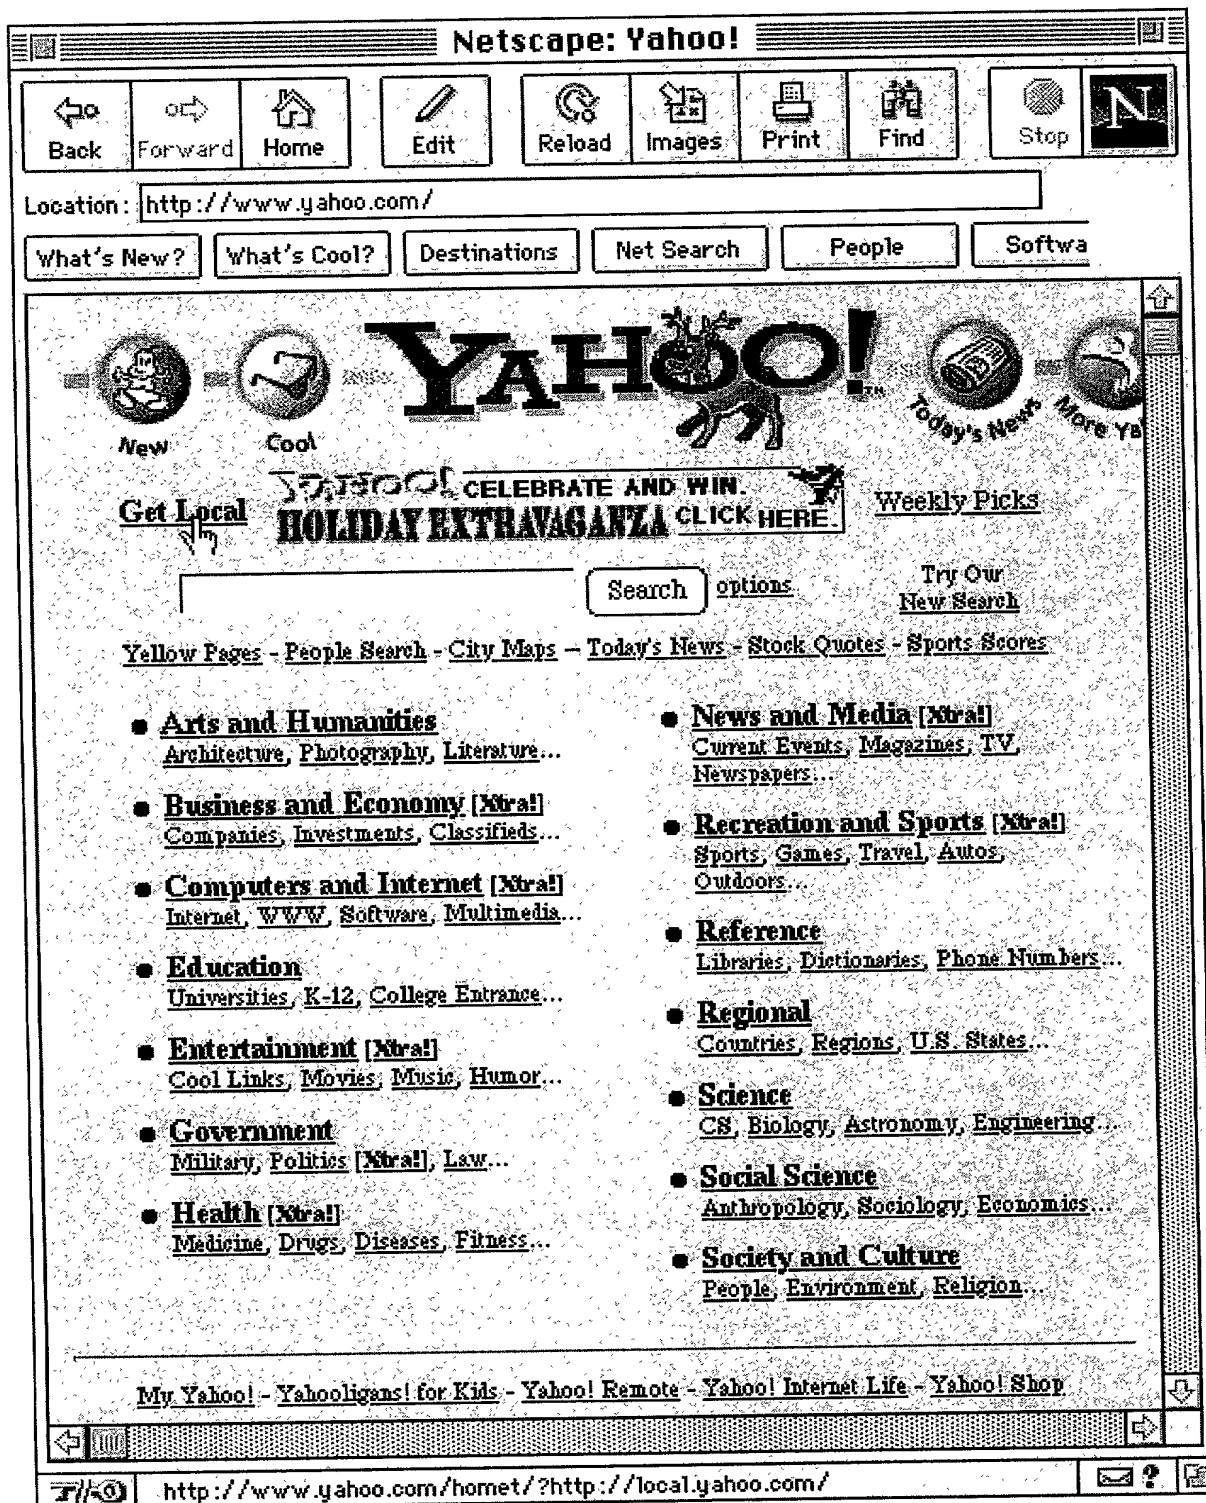 Netscape: Yahoo!
Back Forward Home Edit Reload Images Print Find Stop N
Location: http://www.yahoo.com/
What's New? What's Cool? Destinations Net Search People Softwa
New Cool YAHOO!™ Today's News More Ya
Get Local YAHOO! CELEBRATE AND WIN. Weekly Picks
HOLIDAY EXTRAVAGANZA CLICK HERE.
Search options Try Our
New Search
Yellow Pages - People Search - City Maps -- Today's News - Stock Quotes - Sports Scores
Arts and Humanities
Architecture, Photography, Literature...
Business and Economy [Xtra!]
Companies, Investments, Classifieds...
Computers and Internet [Xtra!]
Internet, WWW, Software, Multimedia...
Education
Universities, K-12, College Entrance...
Entertainment [Xtra!]
Cool Links, Movies, Music, Humor...
Government
Military, Politics [Xtra!], Law...
Health [Xtra!]
Medicine, Drugs, Diseases, Fitness...
News and Media [Xtra!]
Current Events, Magazines, TV,
Newspapers...
Recreation and Sports [Xtra!]
Sports, Games, Travel, Autos,
Outdoors...
Reference
Libraries, Dictionaries, Phone Numbers...
Regional
Countries, Regions, U.S. States...
Science
CS, Biology, Astronomy, Engineering...
Social Science
Anthropology, Sociology, Economics...
Society and Culture
People, Environment, Religion...
My Yahoo! - Yahooligans! for Kids - Yahoo! Remote - Yahoo! Internet Life - Yahoo! Shop
http://www.yahoo.com/homet/?http://local.yahoo.com/ ?